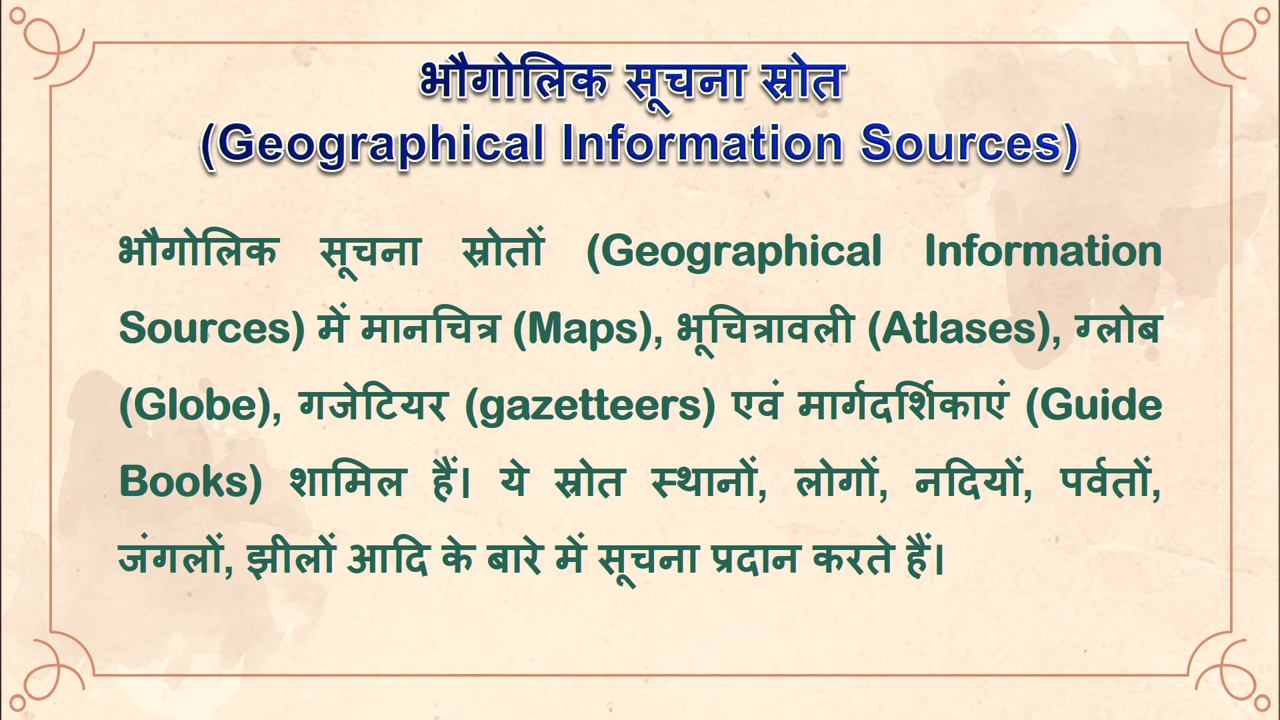 भौगोलिक सूचना स्रोत
(Geographical Information Sources)
भौगोलिक सूचना स्रोतों (Geographical Information
Sources) में मानचित्र (Maps), भूचित्रावली (Atlases), ग्लोब
(Globe), गजेटियर (gazetteers) एवं मार्गदर्शिकाएं (Guide
Books) शामिल हैं। ये स्रोत स्थानों, लोगों, नदियों, पर्वतों,
जंगलों, झीलों आदि के बारे में सूचना प्रदान करते हैं।